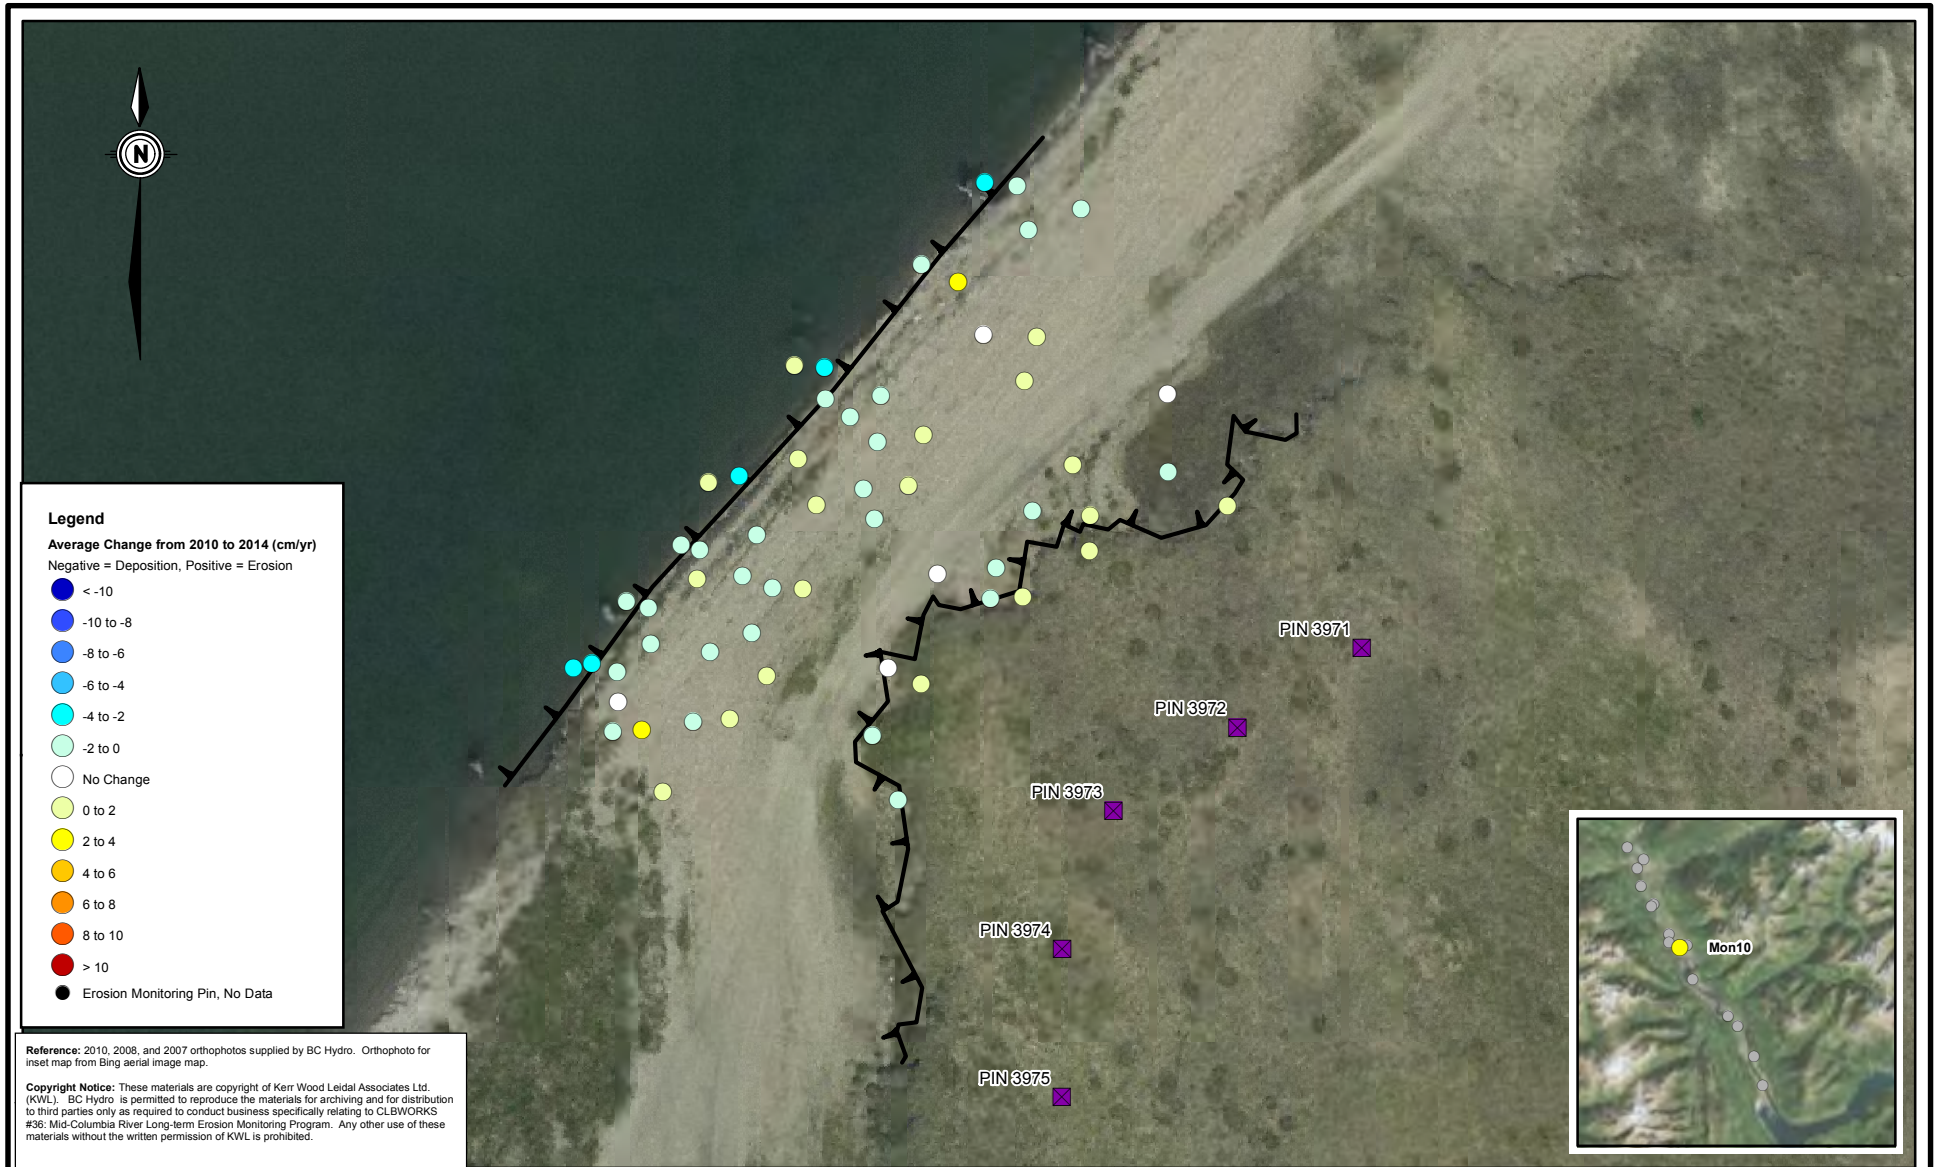 N
PIN 3971
PIN 3972
PIN 3973
PIN 3974
PIN 3975
Legend
Average Change from 2010 to 2014 (cm/yr)
Negative = Deposition, Positive = Erosion
< -10
-10 to -8
-8 to -6
-6 to -4
-4 to -2
-2 to 0
No Change
0 to 2
2 to 4
4 to 6
6 to 8
8 to 10
> 10
Erosion Monitoring Pin, No Data
Reference: 2010, 2008, and 2007 orthophotos supplied by BC Hydro. Orthophoto for
inset map from Bing aerial image map.
Copyright Notice: These materials are copyright of Kerr Wood Leidal Associates Ltd.
(KWL). BC Hydro is permitted to reproduce the materials for archiving and for distribution
to third parties only as required to conduct business specifically relating to CLBWORKS
#36: Mid-Columbia River Long-term Erosion Monitoring Program. Any other use of these
materials without the written permission of KWL is prohibited.
Mon10